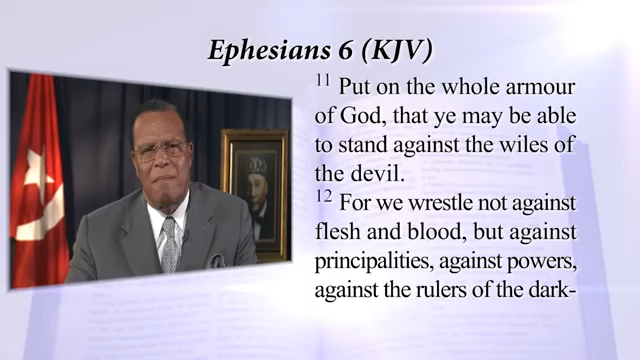 Ephesians 6 (KJV)
11 Put on the whole armour
of God, that ye may be able
to stand against the wiles of
the devil.
12 For we wrestle not against
flesh and blood, but against
principalities, against powers,
against the rulers of the dark-